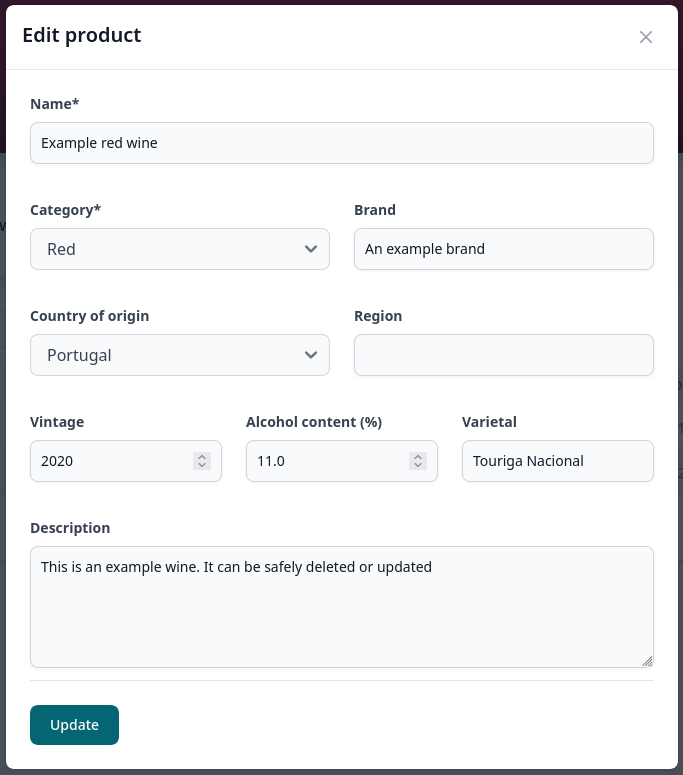 Edit product
Name*
Example red wine
Category*
Brand
Red
An example brand
Country of origin
Region
Portugal
Vintage
Alcohol content (%)
Varietal
2020
11.0
Touriga Nacional
Description
This is an example wine. It can be safely deleted or updated
Update